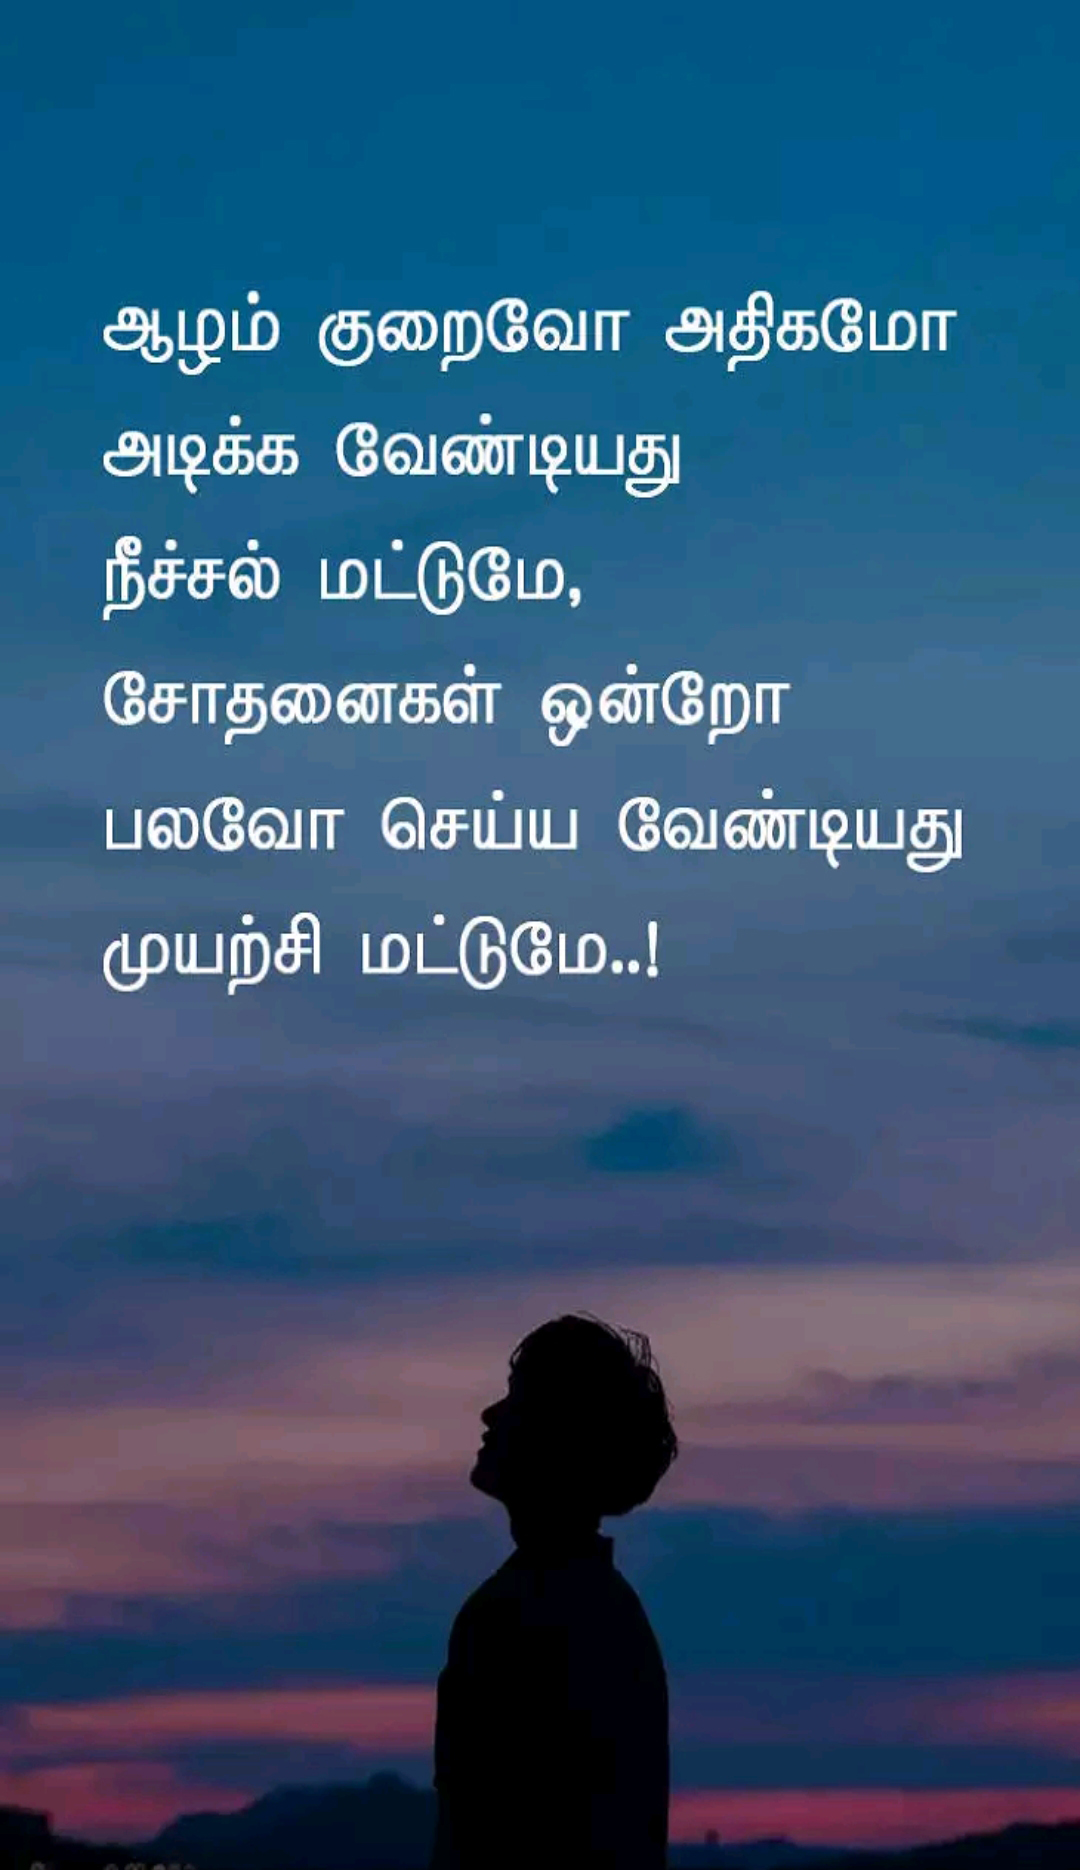 ஆழம் குறைவோ அதிகமோ
அடிக்க வேண்டியது
நீச்சல் மட்டுமே,
சோதனைகள் ஒன்றோ
பலவோ செய்ய வேண்டியது
முயற்சி மட்டுமே..!